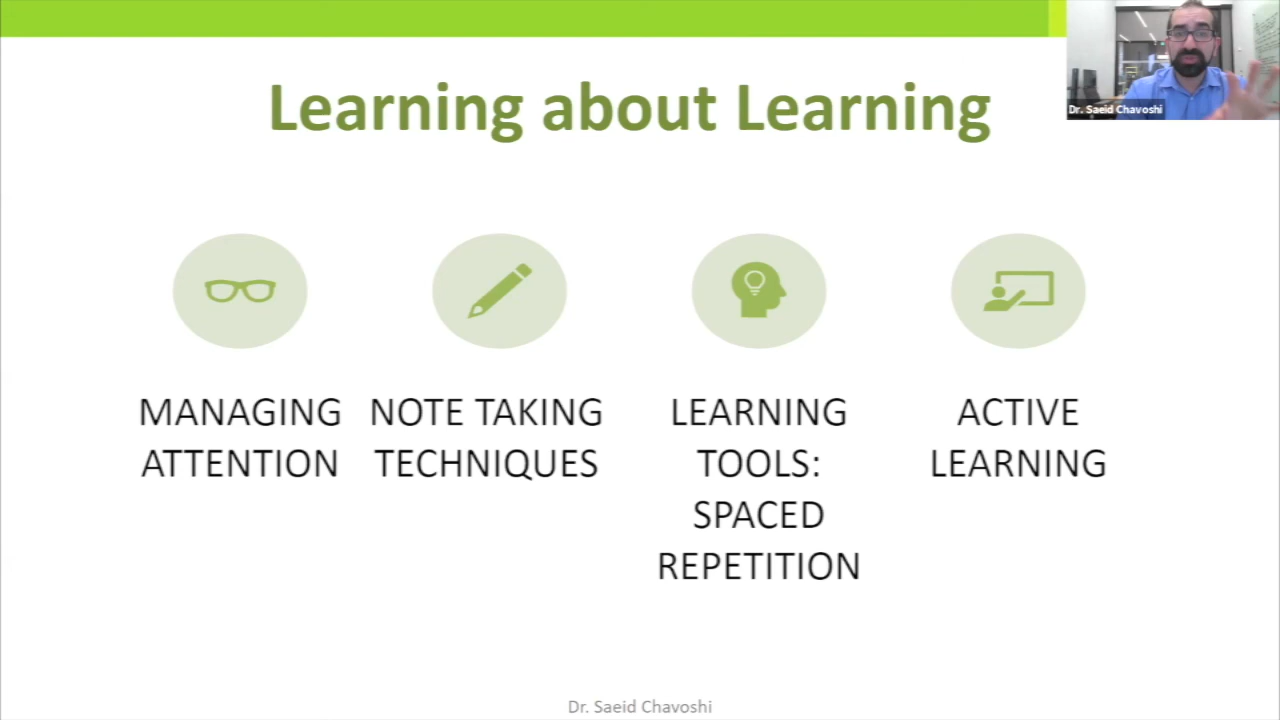 Learning about Learning
Dr. Saeid Chavoshi
MANAGING
ATTENTION
NOTE TAKING
TECHNIQUES
LEARNING
TOOLS:
SPACED
REPETITION
ACTIVE
LEARNING
Dr. Saeid Chavoshi